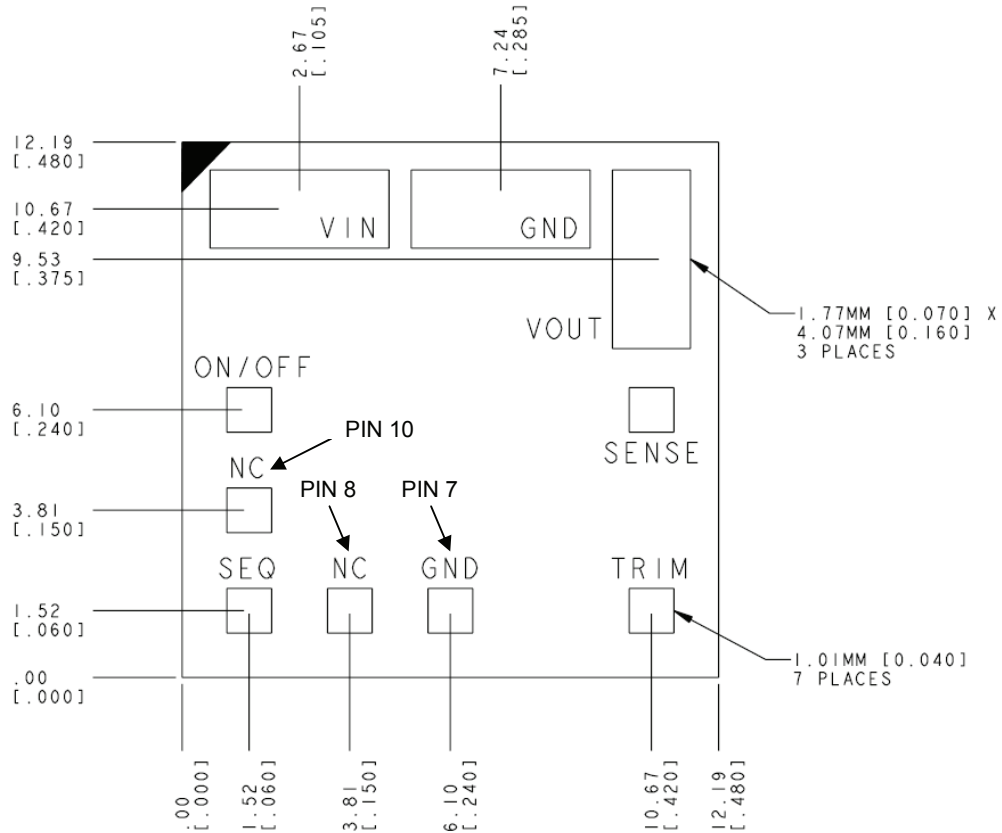 2.67
[.105]
7.24
[.285]
12.19
[.480]
10.67
[.420]
VIN
GND
9.53
[.375]
1.77MM [0.070] X
4.07MM [0.160]
3 PLACES
VOUT
ON/OFF
6.10
[.240]
PIN 10
SENSE
NC
PIN 8
PIN 7
3.81
[.150]
SEQ
NC
GND
TRIM
1.52
[.060]
1.01MM [0.040]
7 PLACES
.00
[.000]
.00
[.000]
1.52
[.060]
3.81
[.150]
6.10
[.240]
10.67
[.420]
12.19
[.480]